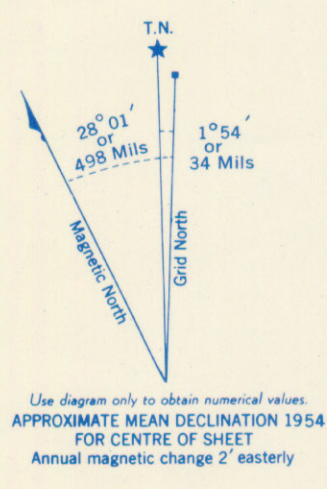 T.N.
28° 01′
or
498 Mils
1° 54′
or
34 Mils
Magnetic North
Grid North
Use diagram only to obtain numerical values.
APPROXIMATE MEAN DECLINATION 1954
FOR CENTRE OF SHEET
Annual magnetic change 2′ easterly